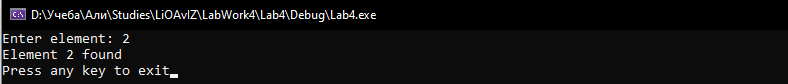 D:\Учеба\Али\Studies\LiOAvIZ\LabWork4\Lab4\Debug\Lab4.exe
Enter element: 2
Element 2 found
Press any key to exit